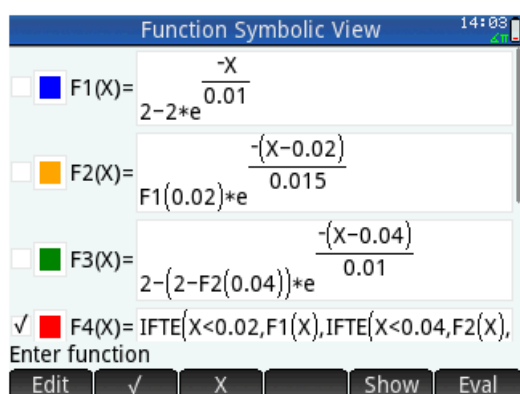 Function Symbolic View 14:03
∡π
F1(X)= 2-2*e^(-X/0.01)
F2(X)= F1(0.02)*e^(-(X-0.02)/0.015)
F3(X)= 2-(2-F2(0.04))*e^(-(X-0.04)/0.01)
√ F4(X)= IFTE(X<0.02,F1(X),IFTE(X<0.04,F2(X),
Enter function
Edit √ X Show Eval